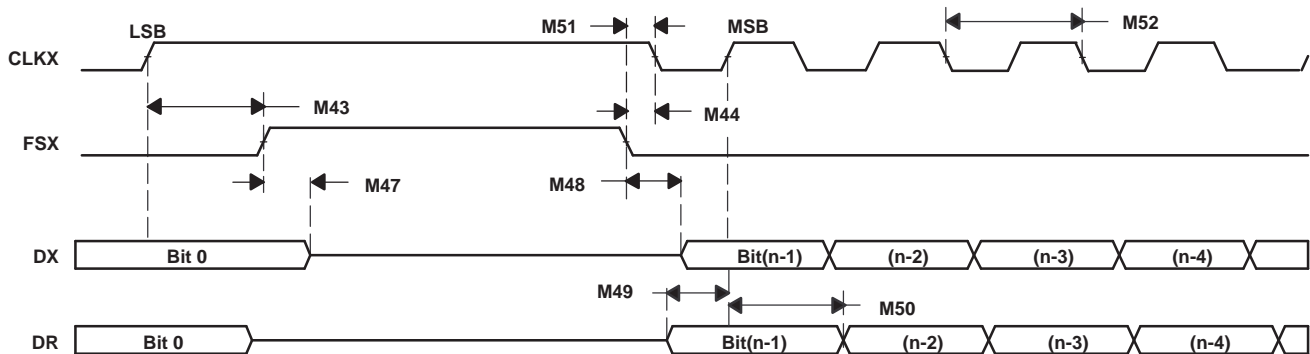 LSB M51 MSB M52
CLKX
M43 M44
FSX
M47 M48
DX Bit 0 Bit(n-1) (n-2) (n-3) (n-4)
M49 M50
DR Bit 0 Bit(n-1) (n-2) (n-3) (n-4)